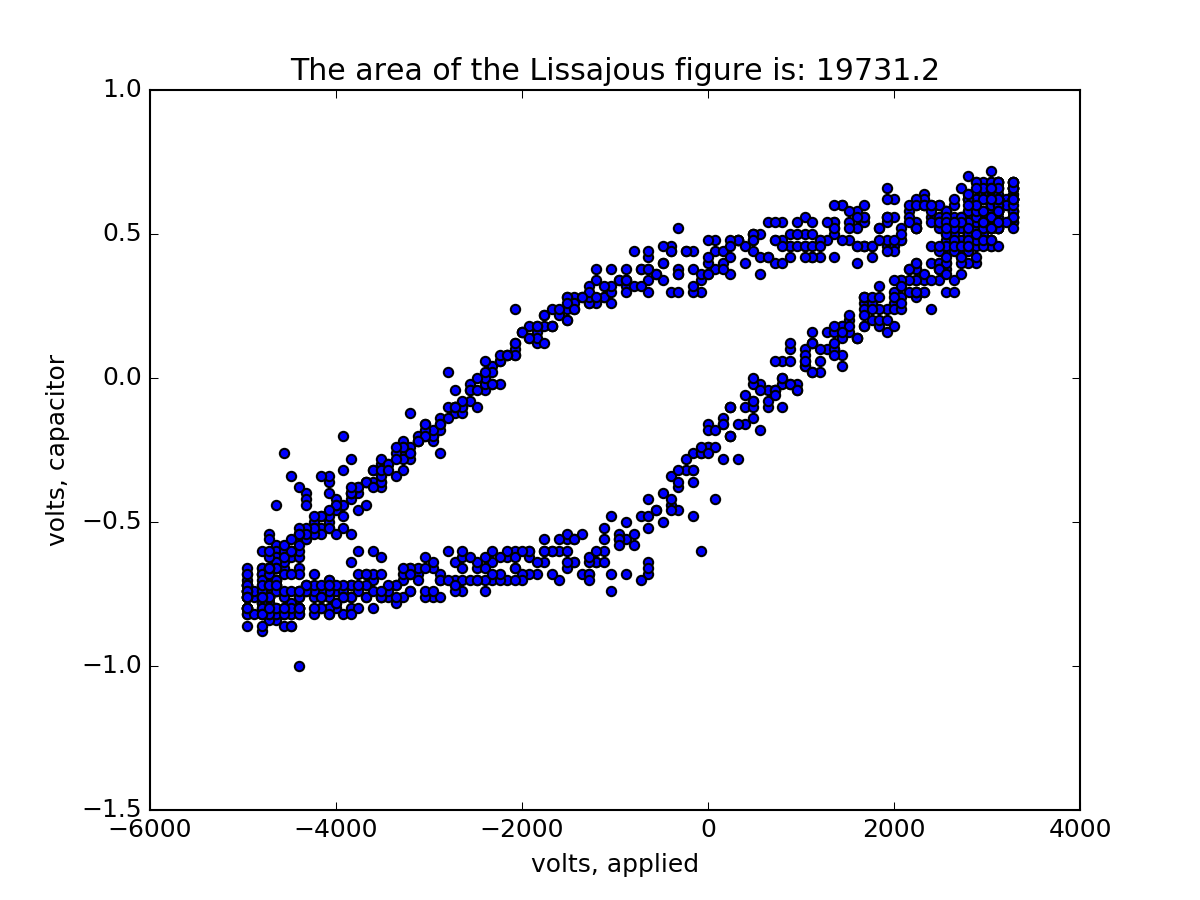 The area of the Lissajous figure is: 19731.2
1.0
0.5
0.0
−0.5
−1.0
−1.5
volts, capacitor
−6000 −4000 −2000 0 2000 4000
volts, applied